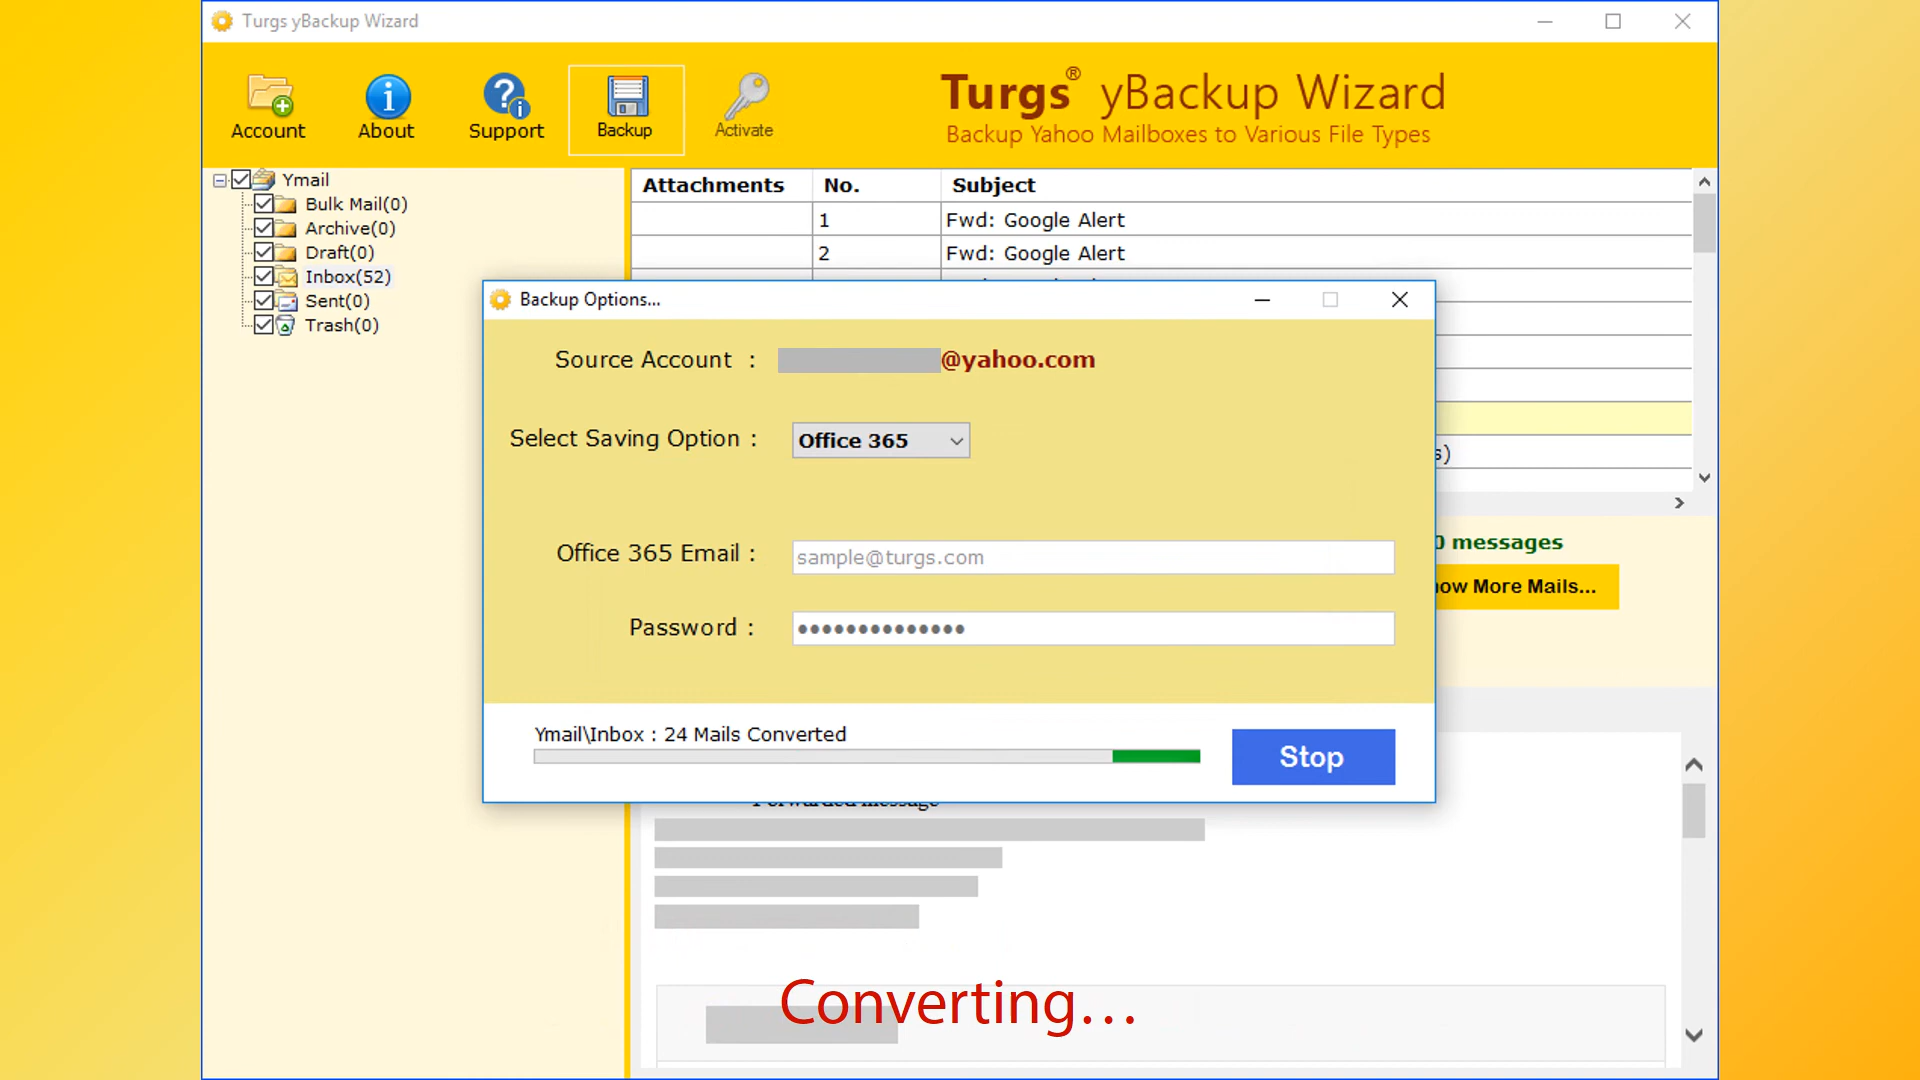 Turgs yBackup Wizard
Account
About
Support
Backup
Activate
Turgs® yBackup Wizard
Backup Yahoo Mailboxes to Various File Types
Ymail
Bulk Mail(0)
Archive(0)
Draft(0)
Inbox(52)
Sent(0)
Trash(0)
Attachments No. Subject
1 Fwd: Google Alert
2 Fwd: Google Alert
Backup Options...
Source Account : @yahoo.com
Select Saving Option : Office 365
Office 365 Email : sample@turgs.com
Password : ••••••••••••••
Ymail\Inbox : 24 Mails Converted
Stop
s)
0 messages
ow More Mails...
Forwarded message
Converting...